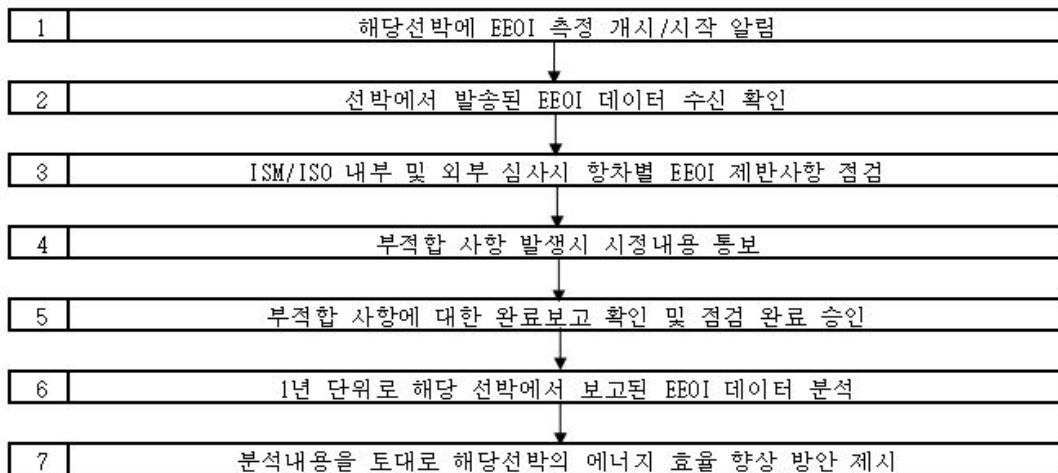 1 해당선박에 EEOI 측정 개시/시작 알림
2 선박에서 발송된 EEOI 데이터 수신 확인
3 ISM/ISO 내부 및 외부 심사시 항차별 EEOI 제반사항 점검
4 부적합 사항 발생시 시정내용 통보
5 부적합 사항에 대한 완료보고 확인 및 점검 완료 승인
6 1년 단위로 해당 선박에서 보고된 EEOI 데이터 분석
7 분석내용을 토대로 해당선박의 에너지 효율 향상 방안 제시